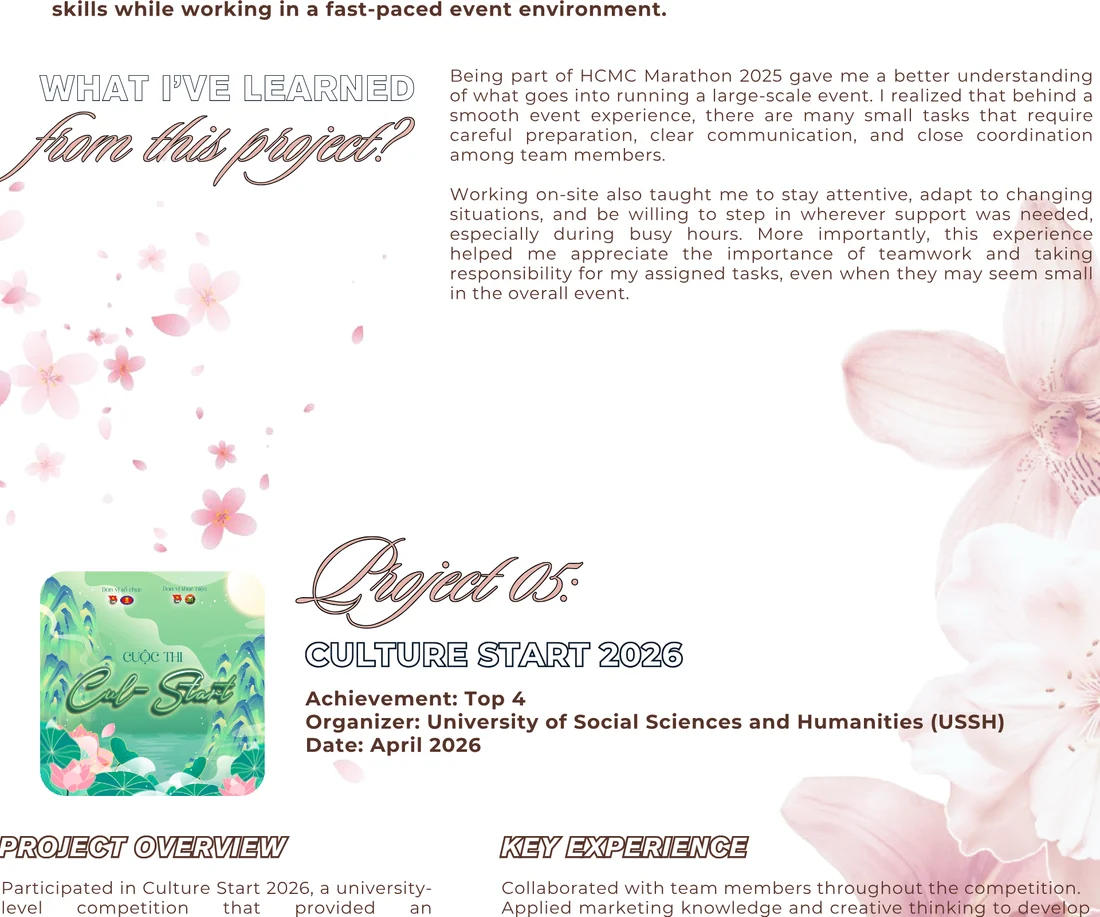 skills while working in a fast-paced event environment.
WHAT I'VE LEARNED
from this project?
Being part of HCMC Marathon 2025 gave me a better understanding
of what goes into running a large-scale event. I realized that behind a
smooth event experience, there are many small tasks that require
careful preparation, clear communication, and close coordination
among team members.
Working on-site also taught me to stay attentive, adapt to changing
situations, and be willing to step in wherever support was needed,
especially during busy hours. More importantly, this experience
helped me appreciate the importance of teamwork and taking
responsibility for my assigned tasks, even when they may seem small
in the overall event.
Project 05:
CULTURE START 2026
Achievement: Top 4
Organizer: University of Social Sciences and Humanities (USSH)
Date: April 2026
Đơn vị tổ chức
Đơn vị thực hiện
CUỘC THI
Cul-Start
PROJECT OVERVIEW
Participated in Culture Start 2026, a university-
level competition that provided an
KEY EXPERIENCE
Collaborated with team members throughout the competition.
Applied marketing knowledge and creative thinking to develop